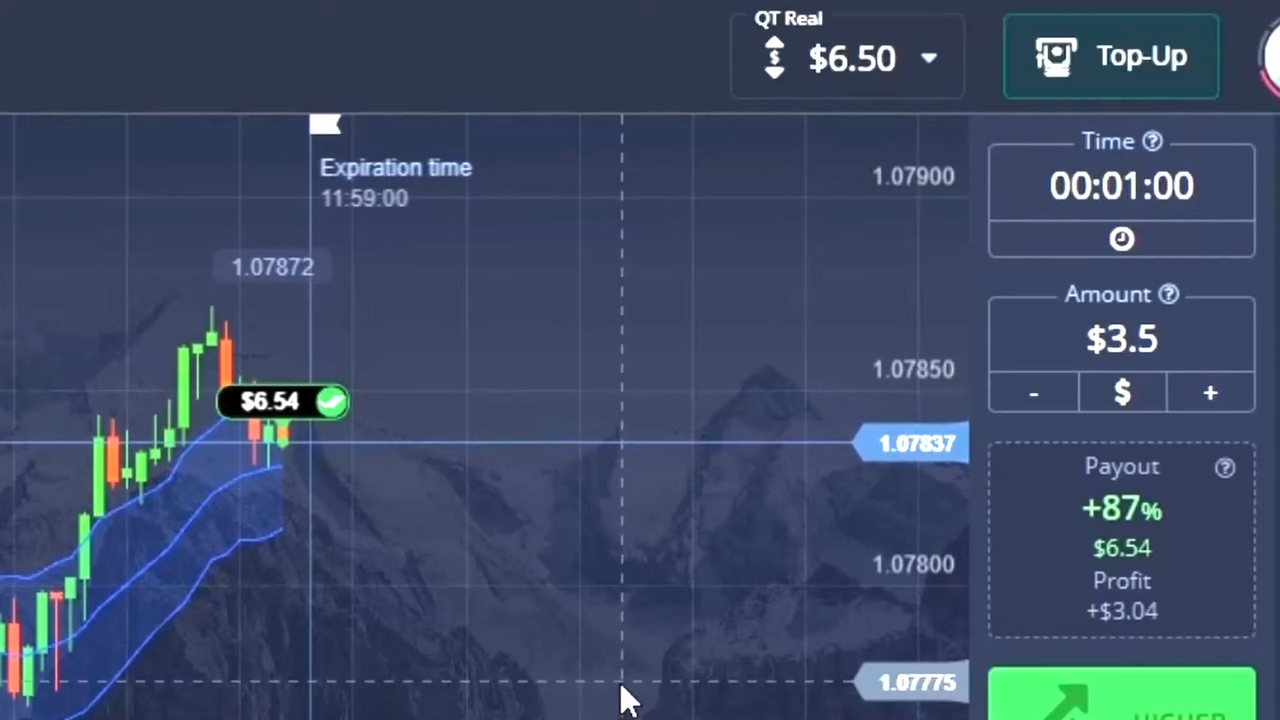 QT Real
$6.50
Top-Up
Expiration time
11:59:00
1.07872
$6.54
1.07900
1.07850
1.07837
1.07800
1.07775
Time
00:01:00
Amount
$3.5
- $ +
Payout
+87%
$6.54
Profit
+$3.04
HIGHER